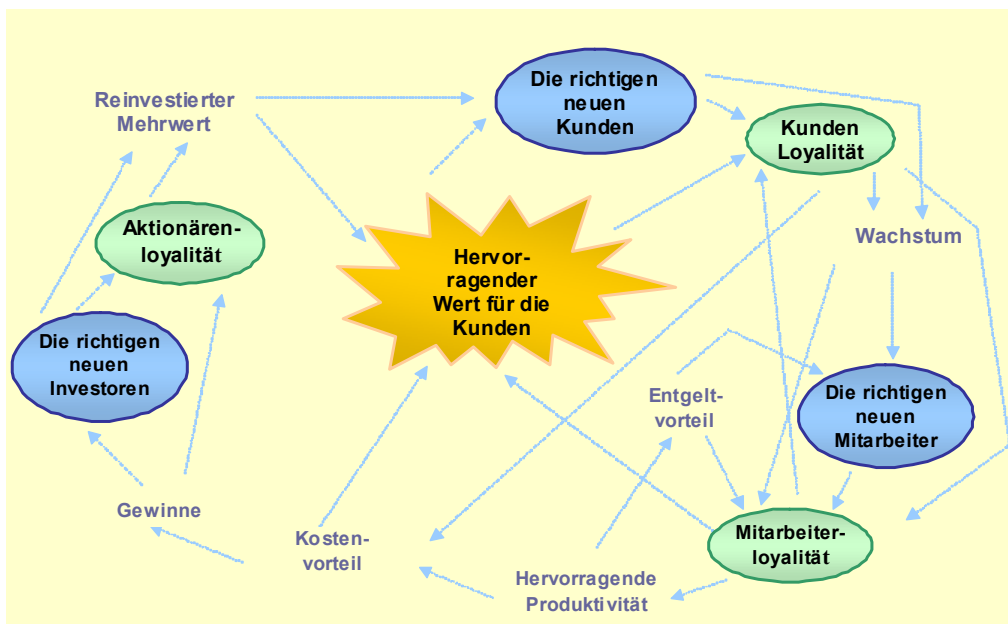 Die richtigen
neuen
Kunden
Reinvestierter
Mehrwert
Kunden
Loyalität
Aktionären-
loyalität
Wachstum
Hervor-
ragender
Wert für die
Kunden
Die richtigen
neuen
Investoren
Entgelt-
vorteil
Die richtigen
neuen
Mitarbeiter
Gewinne
Kosten-
vorteil
Mitarbeiter-
loyalität
Hervorragende
Produktivität